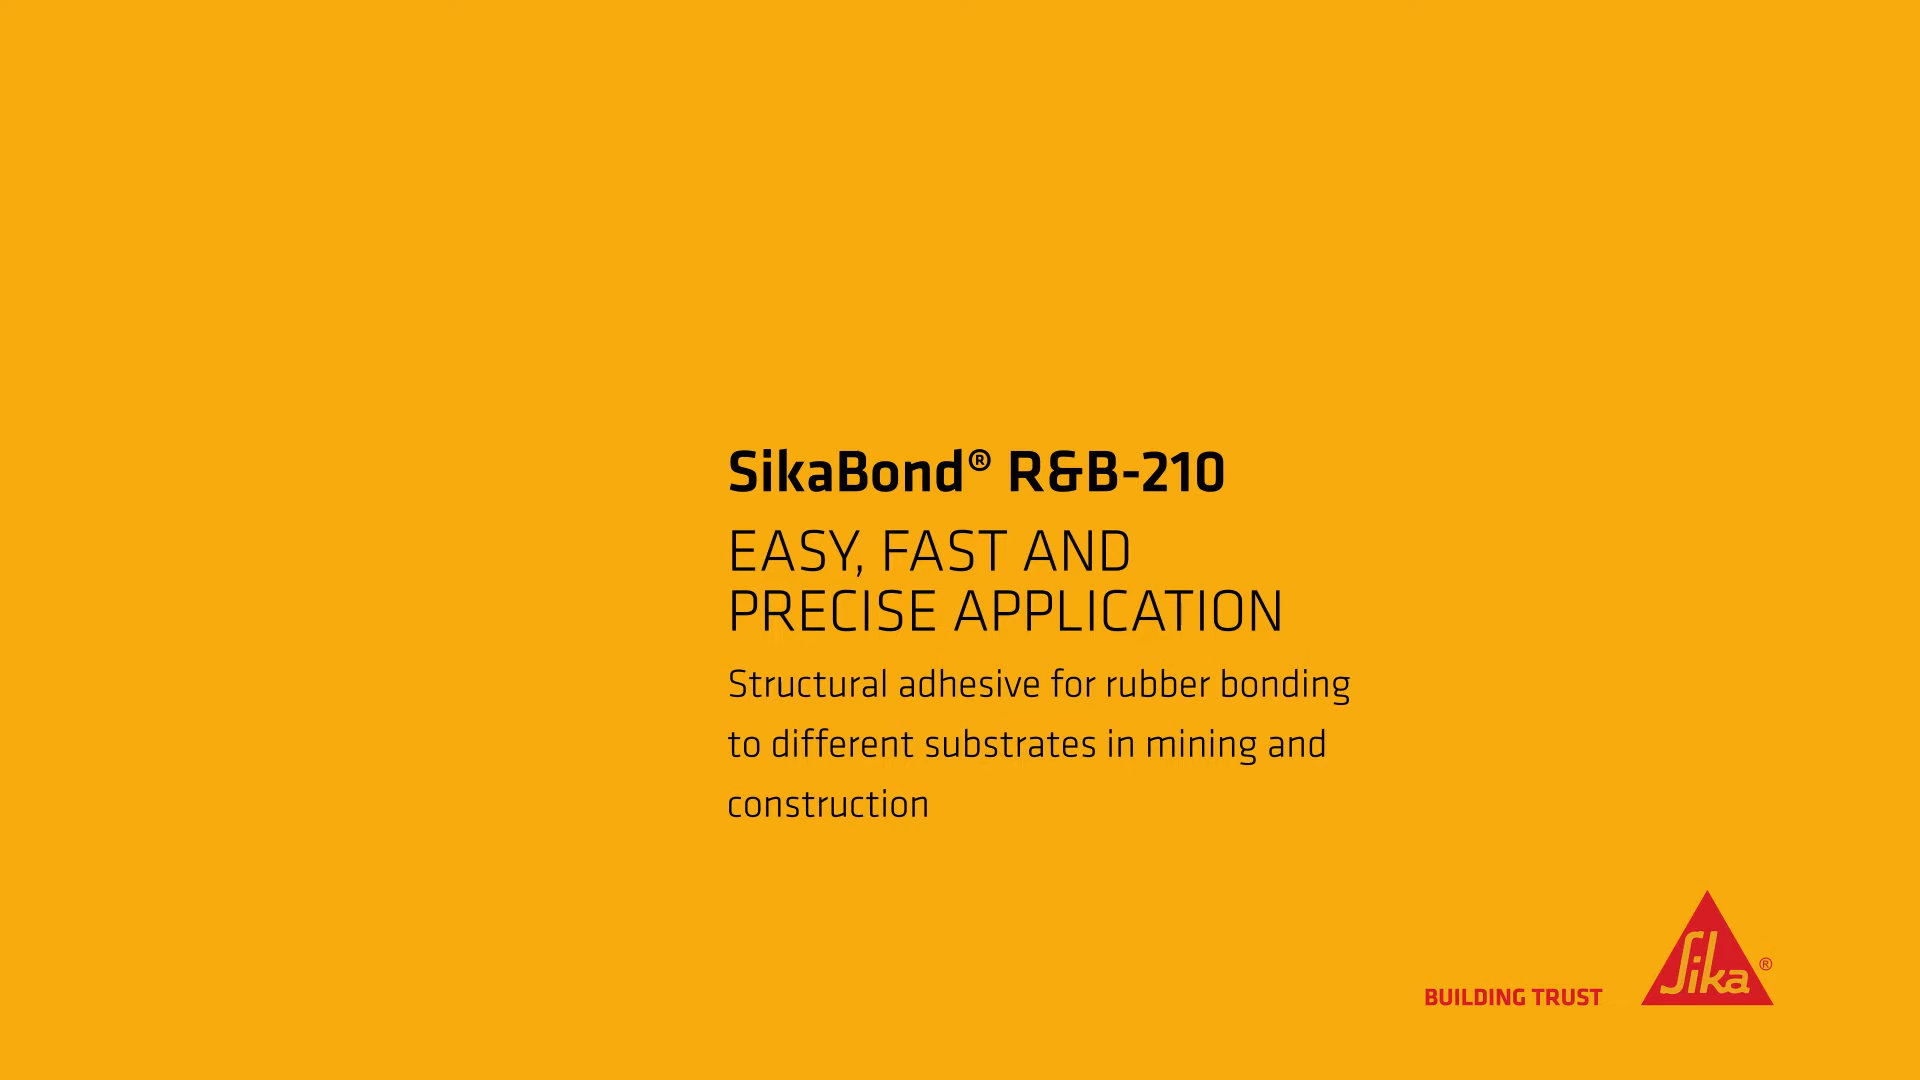 SikaBond® R&B-210
EASY, FAST AND
PRECISE APPLICATION
Structural adhesive for rubber bonding
to different substrates in mining and
construction
BUILDING TRUST
Sika®